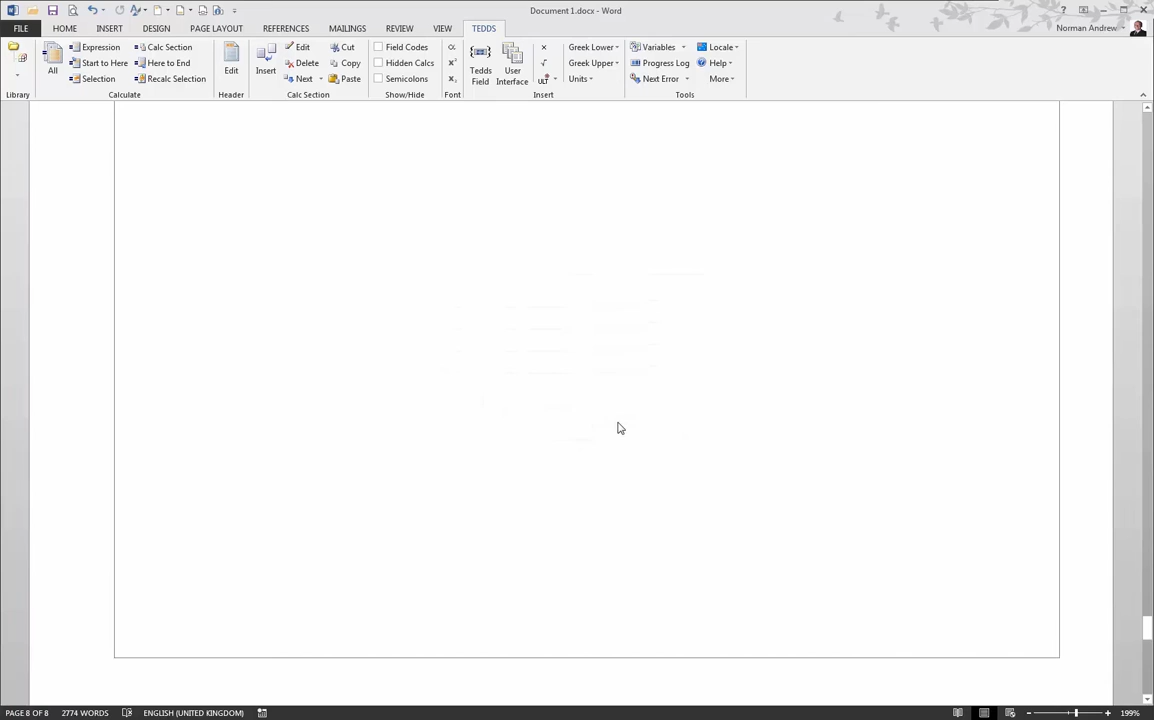 Document 1.docx - Word
Norman Andrew
FILE HOME INSERT DESIGN PAGE LAYOUT REFERENCES MAILINGS REVIEW VIEW TEDDS
Expression Calc Section Edit Cut Field Codes α × Greek Lower Variables Locale
All Start to Here Here to End Edit Insert Delete Copy Hidden Calcs x² Tedds Field User Interface √ Greek Upper Progress Log ? Help
Selection Recalc Selection Next Paste Semicolons x₂ ULT Units Next Error More
Library Calculate Header Calc Section Show/Hide Font Insert Tools
PAGE 8 OF 8 2774 WORDS ENGLISH (UNITED KINGDOM) 199%